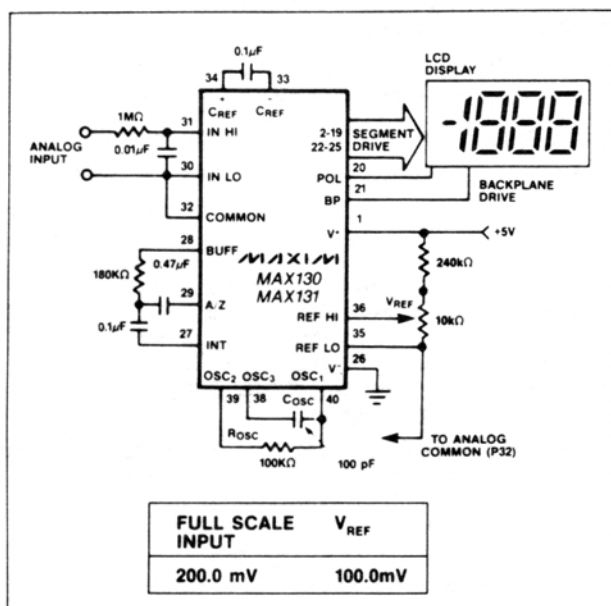 0.1µF
34 33
1MΩ
31
CREF + CREF -
ANALOG INPUT
IN HI
0.01µF
30
IN LO
32
COMMON
28
BUFF
0.47µF
180KΩ
29
A/Z
0.1µF
27
INT
MAXIM
MAX130
MAX131
2-19
22-25
SEGMENT DRIVE
LCD DISPLAY
-1888
20
POL
21
BP
BACKPLANE DRIVE
1
V+
+5V
240kΩ
36
REF HI
VREF
10kΩ
35
REF LO
26
V-
OSC2 OSC3 OSC1
39 38 40
COSC
ROSC
100KΩ
100 pF
TO ANALOG
COMMON (P32)
FULL SCALE INPUT VREF
200.0 mV 100.0mV